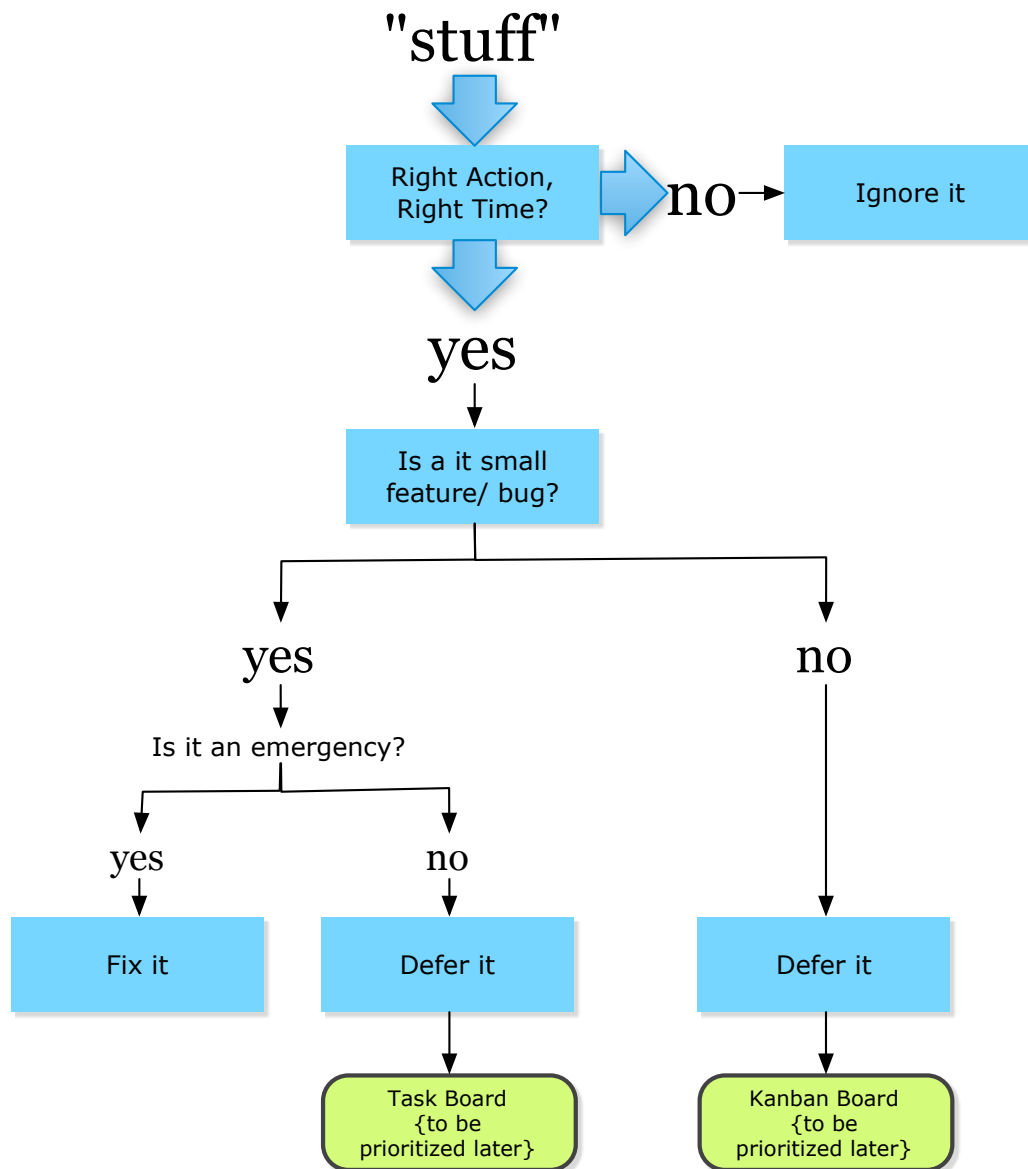 "stuff"
Right Action,
Right Time?
no
Ignore it
yes
Is a it small
feature/ bug?
yes
no
Is it an emergency?
yes
no
Fix it
Defer it
Defer it
Task Board
{to be
prioritized later}
Kanban Board
{to be
prioritized later}